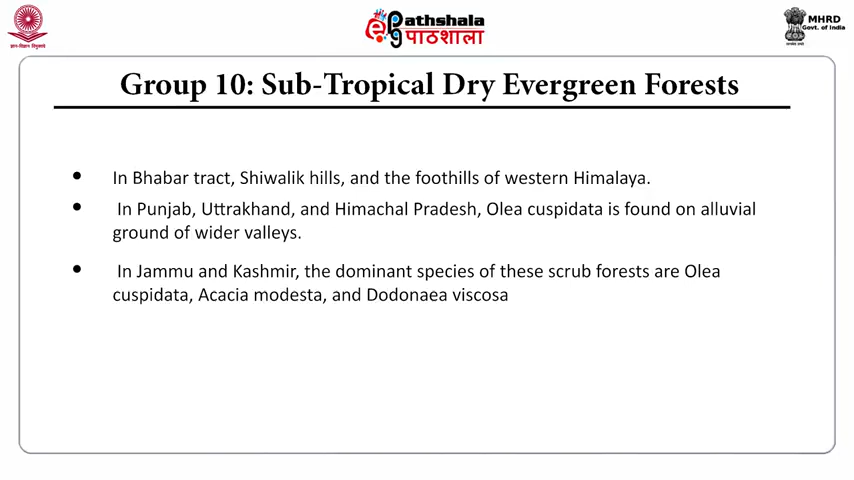 ज्ञान-विज्ञान विमुक्तये
ePathshala
पाठशाला
MHRD
Govt. of India
Group 10: Sub-Tropical Dry Evergreen Forests
• In Bhabar tract, Shiwalik hills, and the foothills of western Himalaya.
• In Punjab, Uttrakhand, and Himachal Pradesh, Olea cuspidata is found on alluvial
ground of wider valleys.
• In Jammu and Kashmir, the dominant species of these scrub forests are Olea
cuspidata, Acacia modesta, and Dodonaea viscosa